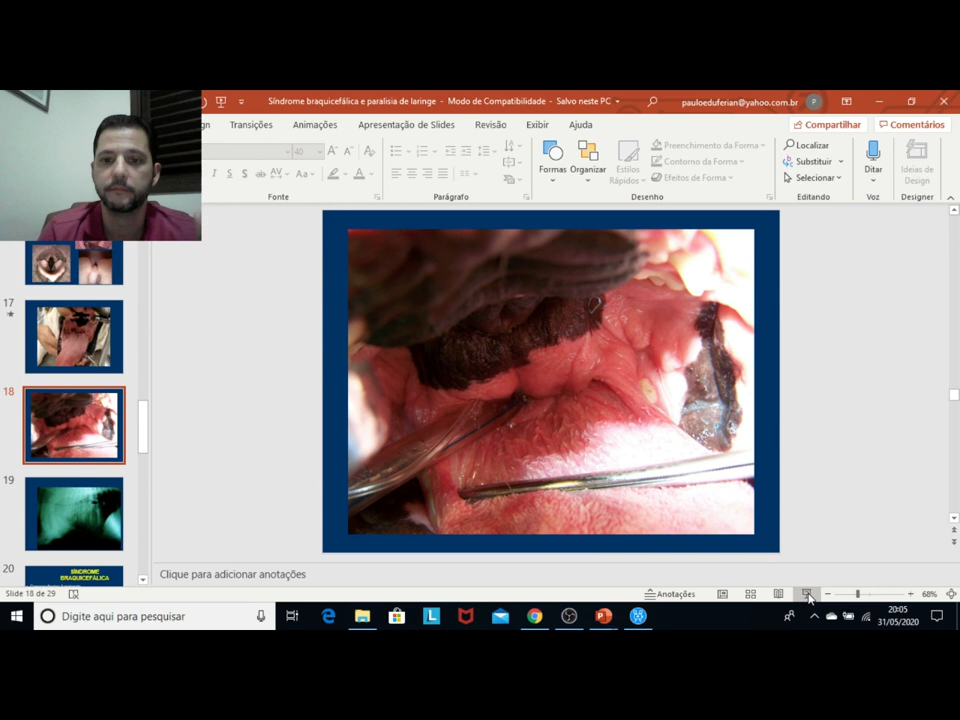 Síndrome braquicefálica e paralisia de laringe - Modo de Compatibilidade - Salvo neste PC
pauloeduferian@yahoo.com.br
P
Transições
Animações
Apresentação de Slides
Revisão
Exibir
Ajuda
Compartilhar
Comentários
40
A
A
A
I
S
S
ab
AV
Aa
A
Fonte
Parágrafo
Formas
Organizar
Estilos
Rápidos
Preenchimento da Forma
Contorno da Forma
Efeitos de Forma
Desenho
Localizar
Substituir
Selecionar
Editando
Ditar
Voz
Ideias de
Design
Designer
17
18
19
20
SÍNDROME
BRAQUICEFÁLICA
Clique para adicionar anotações
Slide 18 de 29
Anotações
68%
Digite aqui para pesquisar
L
20:05
31/05/2020